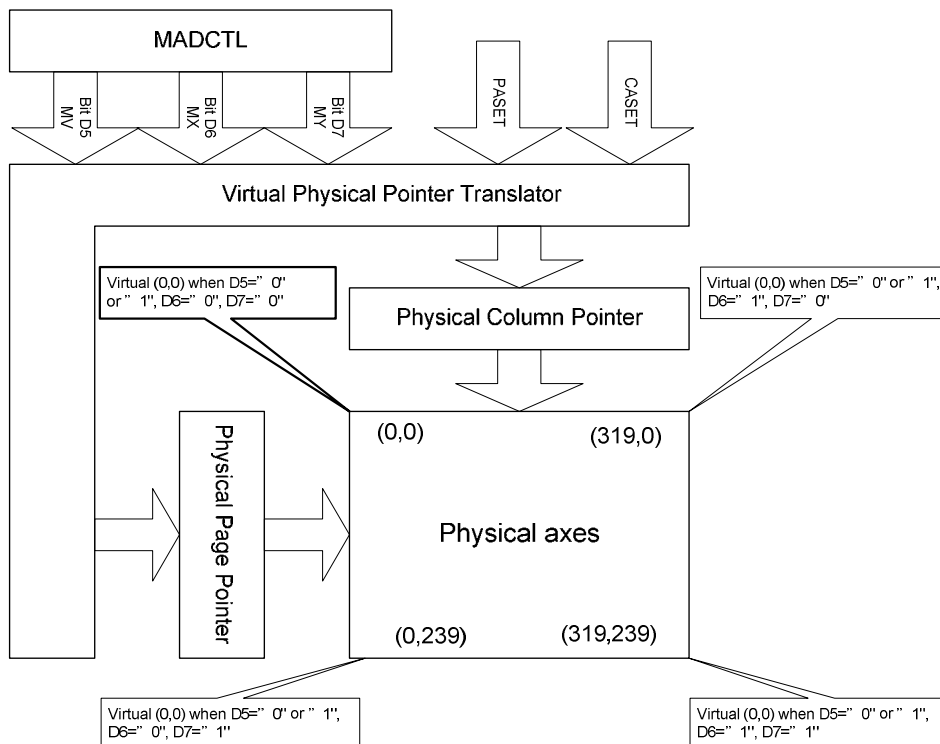 MADCTL
Bit D5
MV
Bit D6
MX
Bit D7
MY
PASET
CASET
Virtual Physical Pointer Translator
Virtual (0,0) when D5=” 0"
or ” 1", D6=” 0", D7=” 0"
Physical Column Pointer
Virtual (0,0) when D5=” 0" or ” 1",
D6=” 1", D7=” 0"
(0,0)
(319,0)
Physical Page Pointer
Physical axes
(0,239)
(319,239)
Virtual (0,0) when D5=” 0" or ” 1",
D6=” 0", D7=” 1"
Virtual (0,0) when D5=” 0" or ” 1",
D6=” 1", D7=” 1"